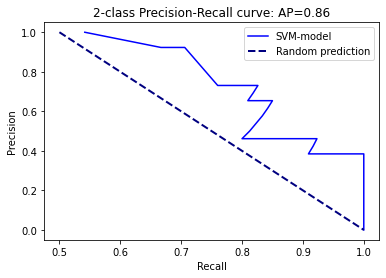 2-class Precision-Recall curve: AP=0.86
SVM-model
Random prediction
Precision
1.0
0.8
0.6
0.4
0.2
0.0
0.5 0.6 0.7 0.8 0.9 1.0
Recall